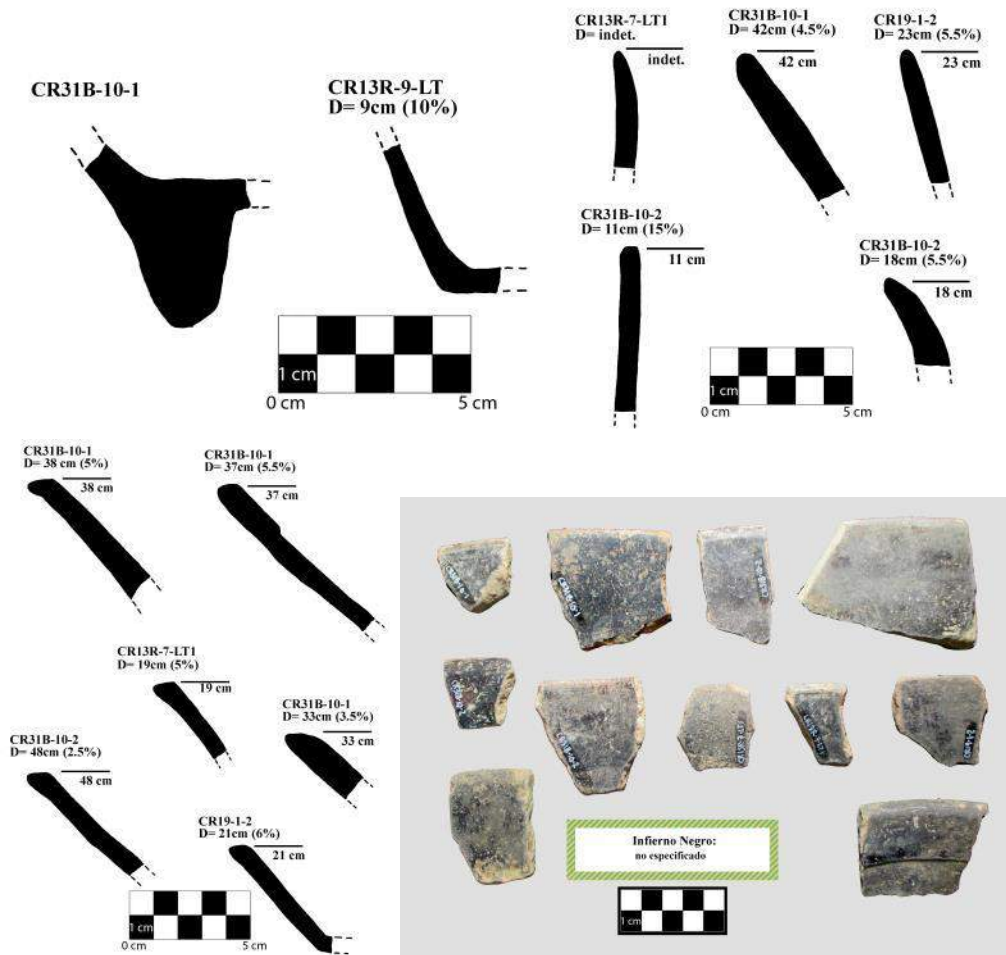 CR31B-10-1
CR13R-9-LT
D= 9cm (10%)
1 cm
0 cm
5 cm
CR13R-7-LT1
D= indet.
indet.
CR31B-10-1
D= 42cm (4.5%)
42 cm
CR19-1-2
D= 23cm (5.5%)
23 cm
CR31B-10-2
D= 11cm (15%)
11 cm
CR31B-10-2
D= 18cm (5.5%)
18 cm
1 cm
0 cm
5 cm
CR31B-10-1
D= 38 cm (5%)
38 cm
CR31B-10-1
D= 37cm (5.5%)
37 cm
CR13R-7-LT1
D= 19cm (5%)
19 cm
CR31B-10-1
D= 33cm (3.5%)
33 cm
CR31B-10-2
D= 48cm (2.5%)
48 cm
CR19-1-2
D= 21cm (6%)
21 cm
1 cm
0 cm
5 cm
Infierno Negro:
no especificado
1 cm